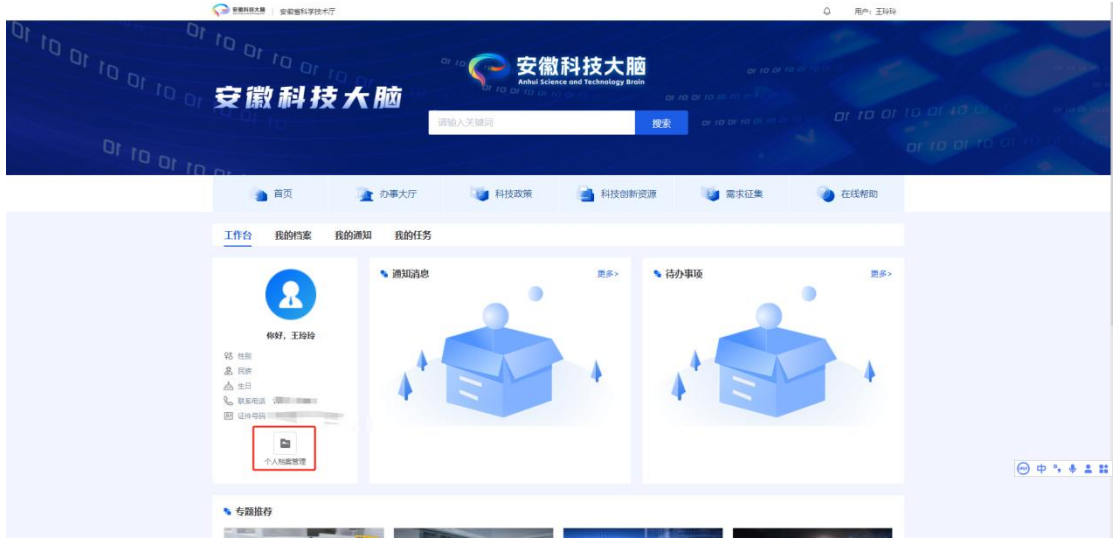 安徽科技大脑 安徽省科学技术厅 用户：王玲玲
安徽科技大脑
安徽科技大脑
Anhui Science and Technology Brain
请输入关键词 搜索
首页 办事大厅 科技政策 科技创新资源 需求征集 在线帮助
工作台 我的档案 我的通知 我的任务
你好，王玲玲
性别
民族
生日
联系电话
证件号码
个人档案管理
通知消息 更多>
待办事项 更多>
中
专题推荐